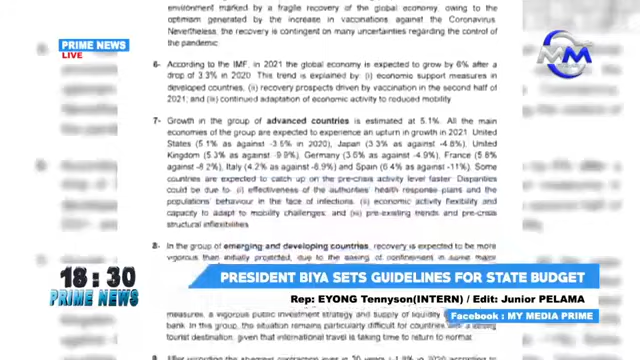 environment marked by a fragile recovery of the global economy, owing to the
optimism generated by the increase in vaccinations against the Coronavirus.
Nevertheless, the recovery is contingent on many uncertainties regarding the control of
the pandemic
PRIME NEWS
LIVE
MM
6- According to the IMF, in 2021 the global economy is expected to grow by 6% after a
drop of 3.3% in 2020. This trend is explained by: (i) economic support measures in
developed countries, (ii) recovery prospects driven by vaccination in the second half of
2021; and (iii) continued adaptation of economic activity to reduced mobility
7- Growth in the group of advanced countries is estimated at 5.1%. All the main
economies of the group are expected to experience an upturn in growth in 2021. United
States (5.1% as against -3.5% in 2020), Japan (3.3% as against -4.8%), United
Kingdom (5.3% as against -9.9%), Germany (3.6% as against -4.9%), France (5.8%
as against -8.2%), Italy (4.2% as against -8.9%) and Spain (6.4% as against -11%). Some
countries are expected to catch up on the pre-crisis activity level faster. Disparities
could be due to: (i) effectiveness of the authorities' health response plans and the
populations' behaviour in the face of infections; (ii) economic activity flexibility and
capacity to adapt to mobility challenges; and (iii) pre-existing trends and pre-crisis
structural inflexibilities
8- In the group of emerging and developing countries, recovery is expected to be more
vigorous than initially projected, due to the easing of confinement in some major
18:30
PRIME NEWS
PRESIDENT BIYA SETS GUIDELINES FOR STATE BUDGET
Rep: EYONG Tennyson(INTERN) / Edit: Junior PELAMA
Facebook : MY MEDIA PRIME
measures, a vigorous public investment strategy and supply of liquidity
bank. In this group, the situation remains particularly difficult for countries with a strong
tourist destination, given that international travel is taking time to return to normal